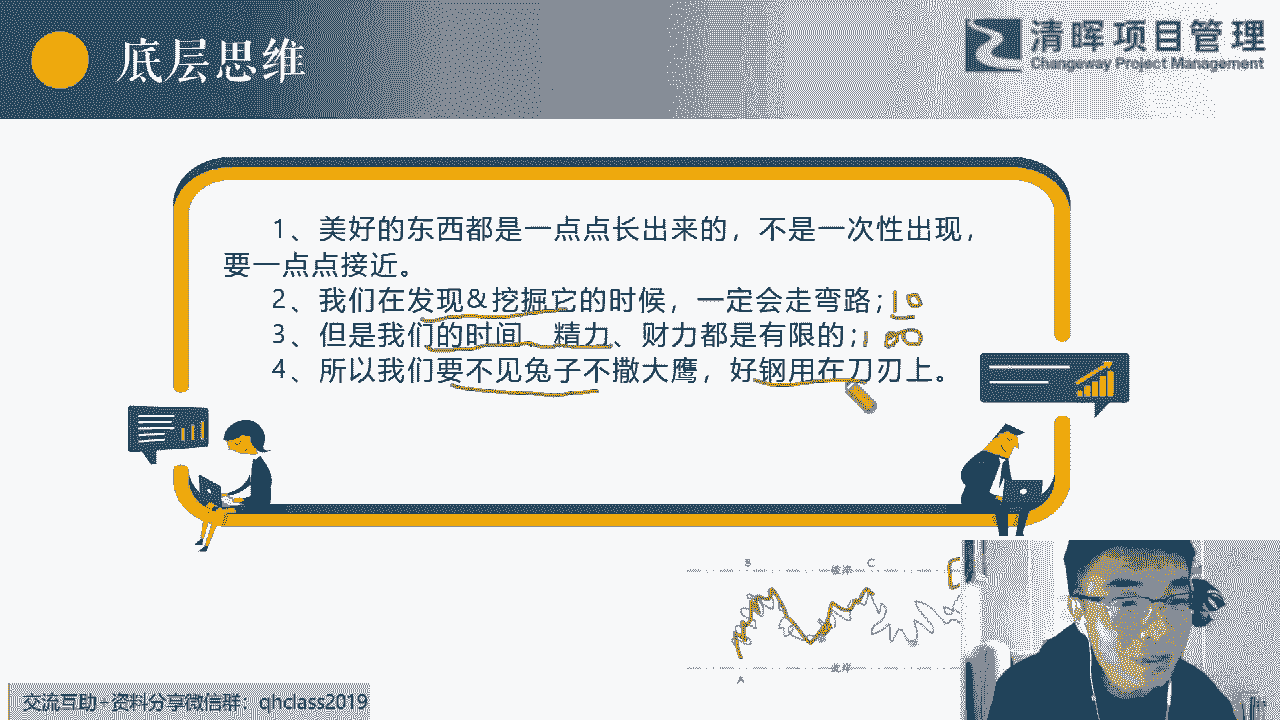 底层思维
清晖项目管理
Changeway Project Management
1、美好的东西都是一点点长出来的，不是一次性出现，
要一点点接近。
2、我们在发现&挖掘它的时候，一定会走弯路；10
3、但是我们的时间、精力、财力都是有限的；100
4、所以我们要不见兔子不撒大鹰，好钢用在刀刃上。
B
C
A
交流互助+资料分享微信群：qhclass2019